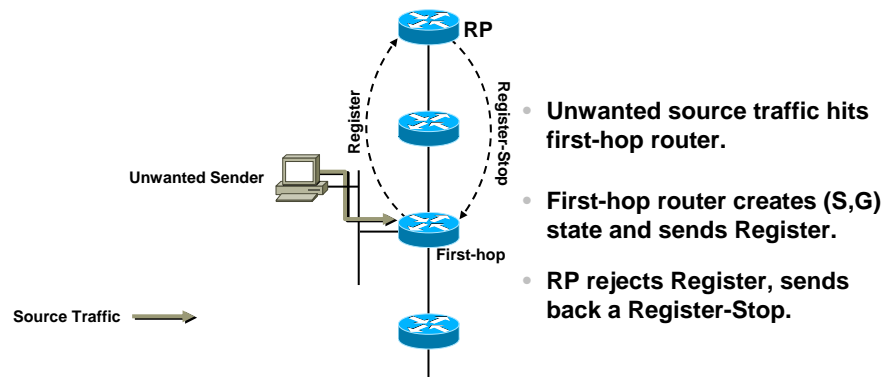 RP
Register
Register-Stop
Unwanted Sender
First-hop
Source Traffic
• Unwanted source traffic hits
first-hop router.
• First-hop router creates (S,G)
state and sends Register.
• RP rejects Register, sends
back a Register-Stop.